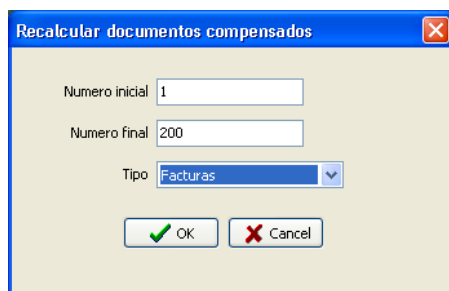 Recalcular documentos compensados
Numero inicial 1
Numero final 200
Tipo Facturas
OK Cancel